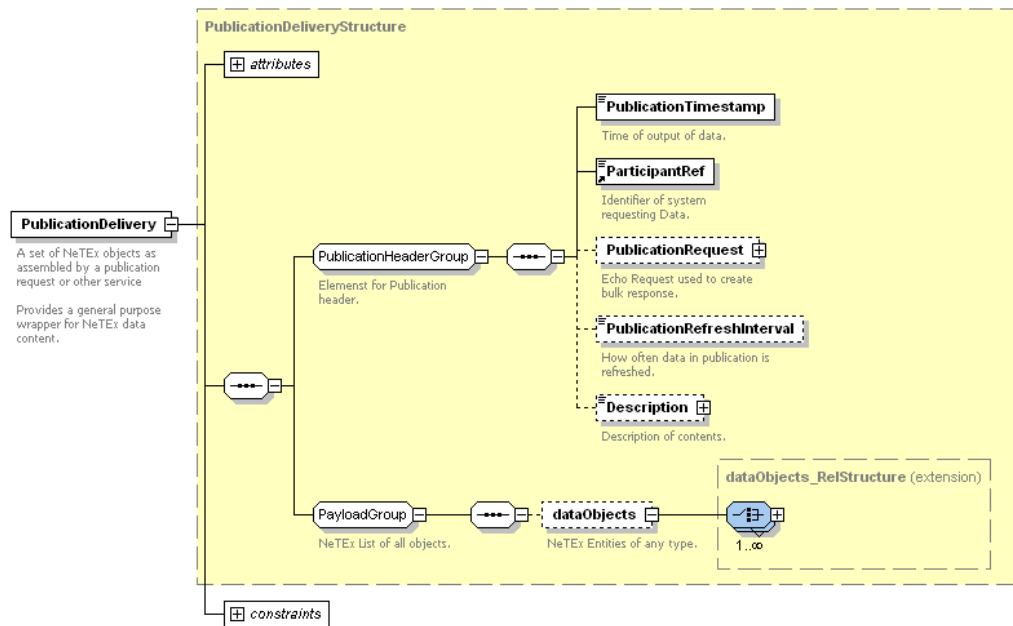 PublicationDeliveryStructure
attributes
PublicationTimestamp
Time of output of data.
ParticipantRef
Identifier of system
requesting Data.
PublicationDelivery
A set of NeTEx objects as
assembled by a publication
request or other service
Provides a general purpose
wrapper for NeTEx data
content.
PublicationHeaderGroup
Elemenst for Publication
header.
PublicationRequest
Echo Request used to create
bulk response.
PublicationRefreshInterval
How often data in publication is
refreshed.
Description
Description of contents.
PayloadGroup
NeTEx List of all objects.
dataObjects
NeTEx Entities of any type.
dataObjects_RelStructure (extension)
1..∞
constraints